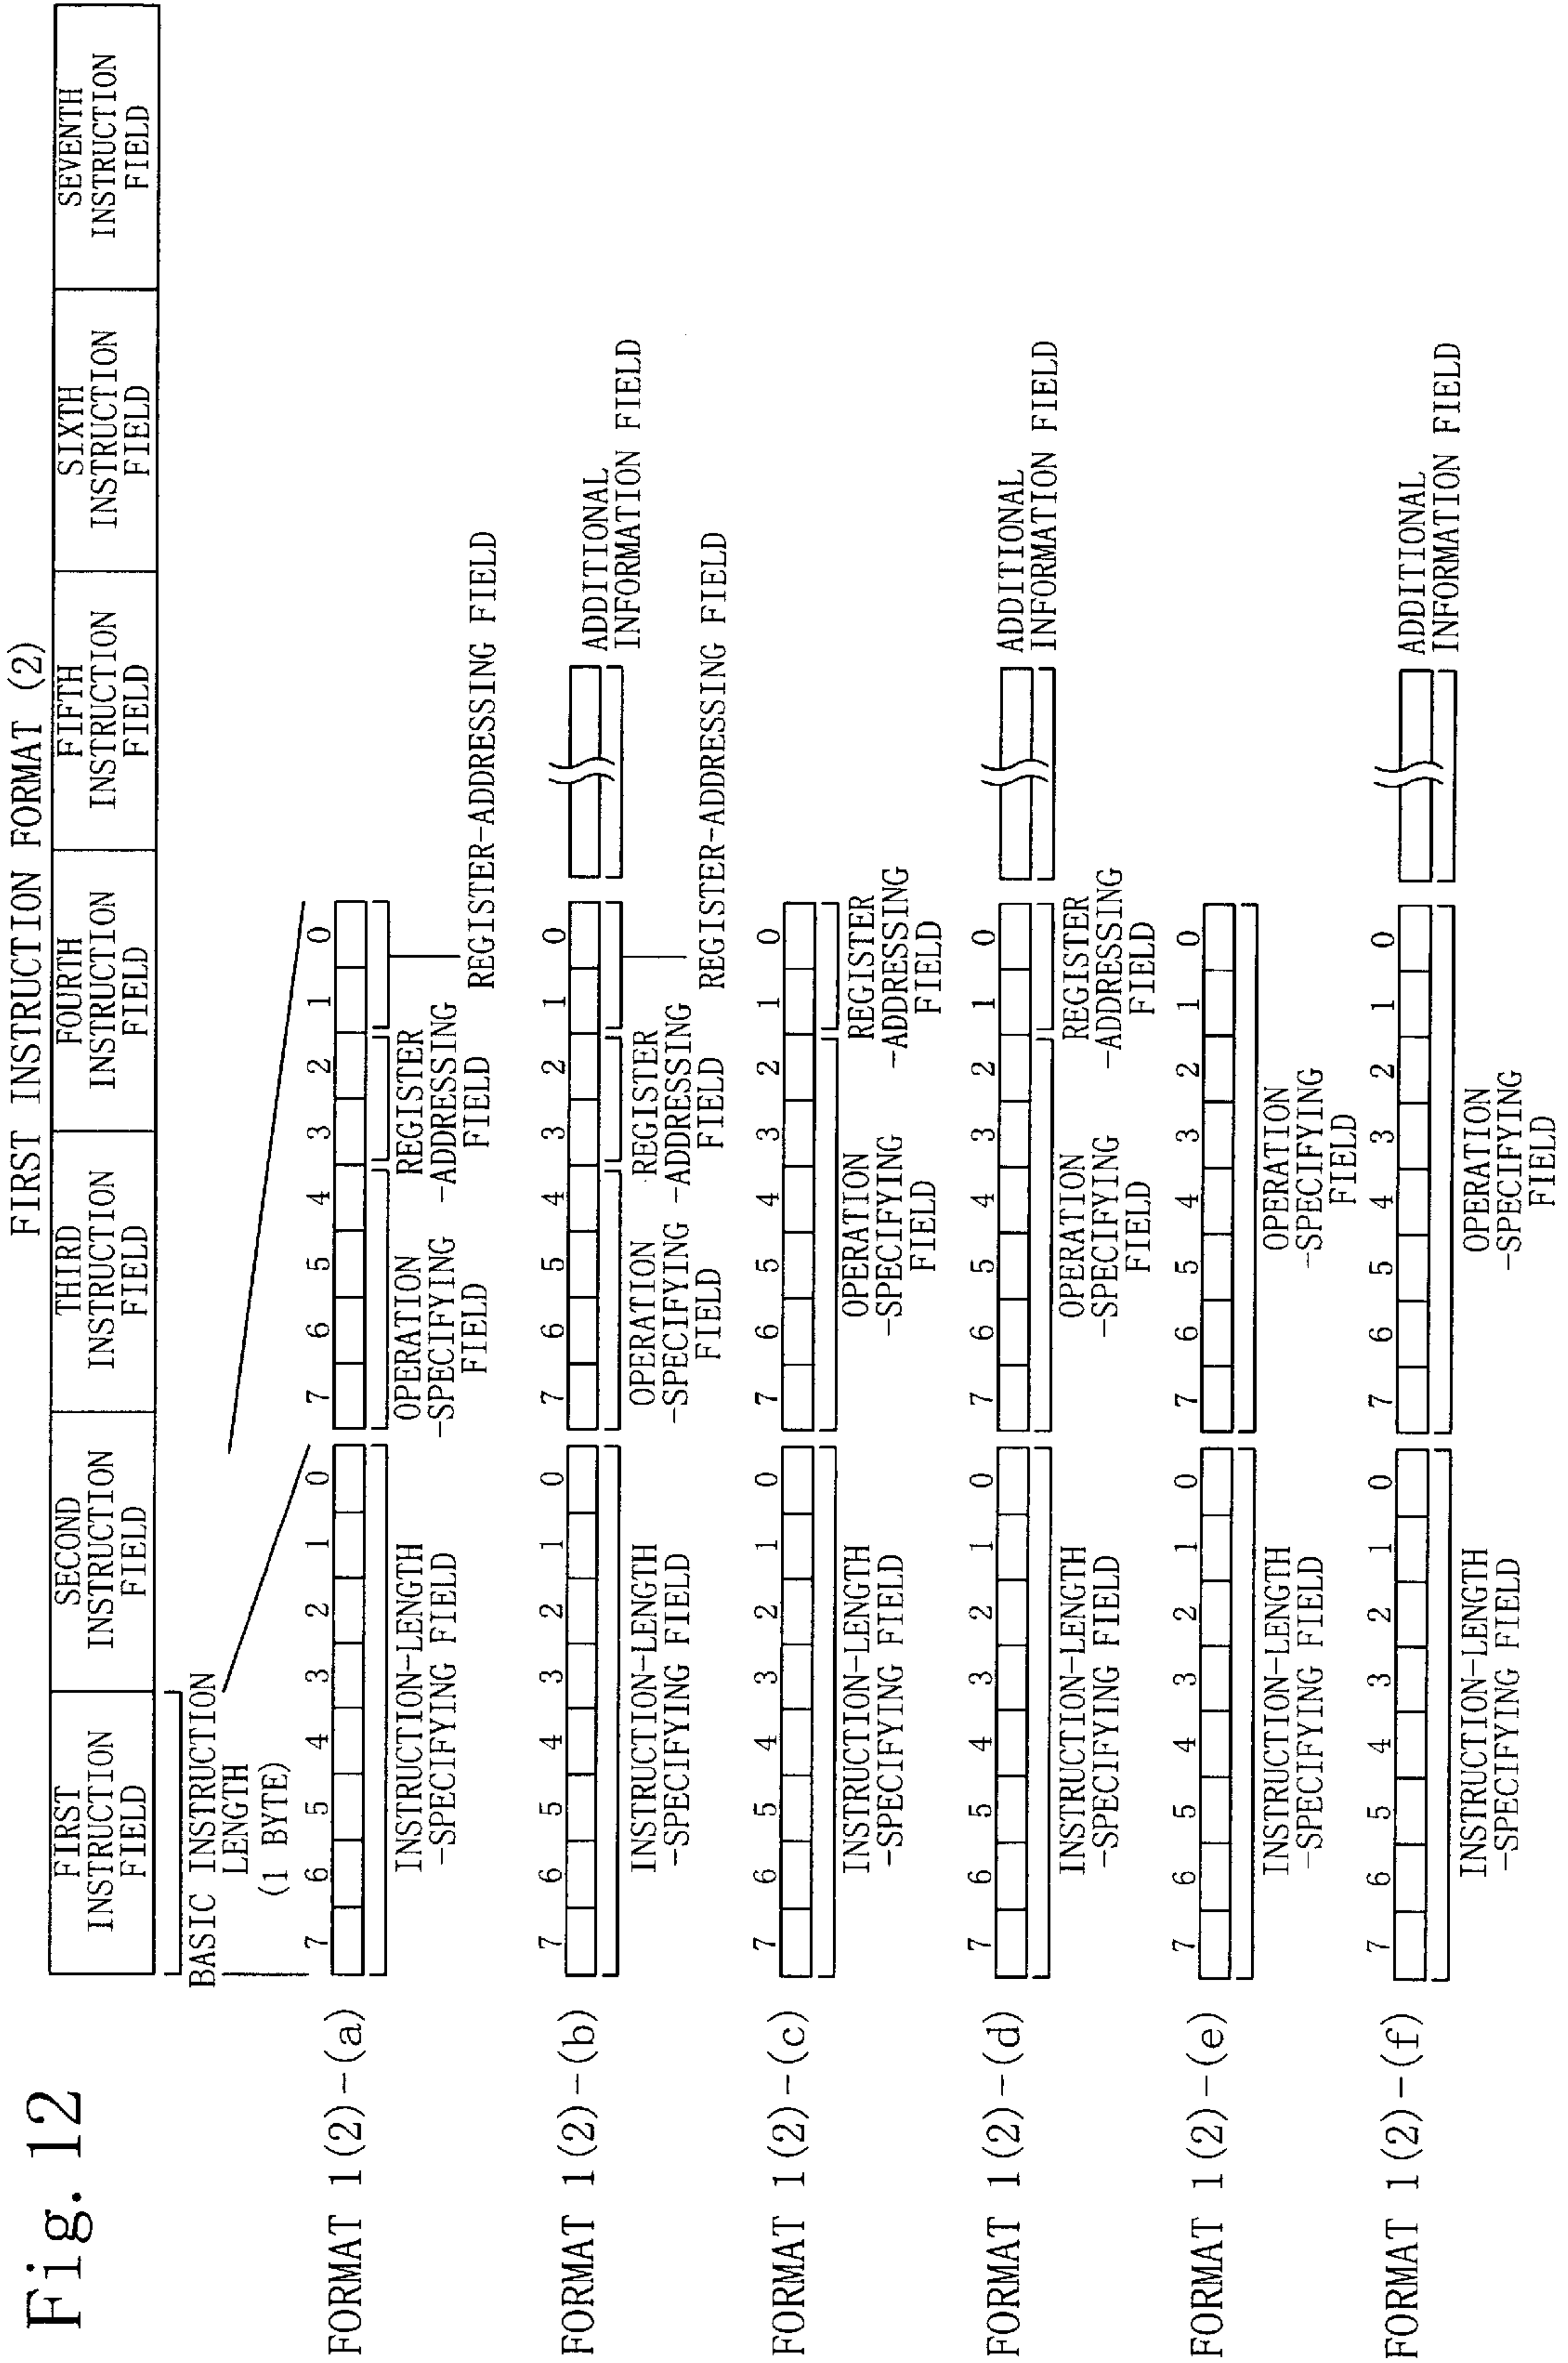 Fig. 12
FIRST INSTRUCTION FORMAT (2)
FIRST
INSTRUCTION
FIELD
SECOND
INSTRUCTION
FIELD
THIRD
INSTRUCTION
FIELD
FOURTH
INSTRUCTION
FIELD
FIFTH
INSTRUCTION
FIELD
SIXTH
INSTRUCTION
FIELD
SEVENTH
INSTRUCTION
FIELD
BASIC INSTRUCTION
LENGTH
(1 BYTE)
FORMAT 1(2)-(a)
7 6 5 4 3 2 1 0 7 6 5 4 3 2 1 0
INSTRUCTION-LENGTH
-SPECIFYING FIELD
OPERATION
-SPECIFYING
FIELD
REGISTER
-ADDRESSING
FIELD
REGISTER-ADDRESSING FIELD
FORMAT 1(2)-(b)
7 6 5 4 3 2 1 0 7 6 5 4 3 2 1 0
INSTRUCTION-LENGTH
-SPECIFYING FIELD
OPERATION
-SPECIFYING
FIELD
REGISTER
-ADDRESSING
FIELD
REGISTER-ADDRESSING FIELD
ADDITIONAL
INFORMATION FIELD
FORMAT 1(2)-(c)
7 6 5 4 3 2 1 0 7 6 5 4 3 2 1 0
INSTRUCTION-LENGTH
-SPECIFYING FIELD
OPERATION
-SPECIFYING
FIELD
REGISTER
-ADDRESSING
FIELD
FORMAT 1(2)-(d)
7 6 5 4 3 2 1 0 7 6 5 4 3 2 1 0
INSTRUCTION-LENGTH
-SPECIFYING FIELD
OPERATION
-SPECIFYING
FIELD
REGISTER
-ADDRESSING
FIELD
ADDITIONAL
INFORMATION FIELD
FORMAT 1(2)-(e)
7 6 5 4 3 2 1 0 7 6 5 4 3 2 1 0
INSTRUCTION-LENGTH
-SPECIFYING FIELD
OPERATION
-SPECIFYING
FIELD
FORMAT 1(2)-(f)
7 6 5 4 3 2 1 0 7 6 5 4 3 2 1 0
INSTRUCTION-LENGTH
-SPECIFYING FIELD
OPERATION
-SPECIFYING
FIELD
ADDITIONAL
INFORMATION FIELD